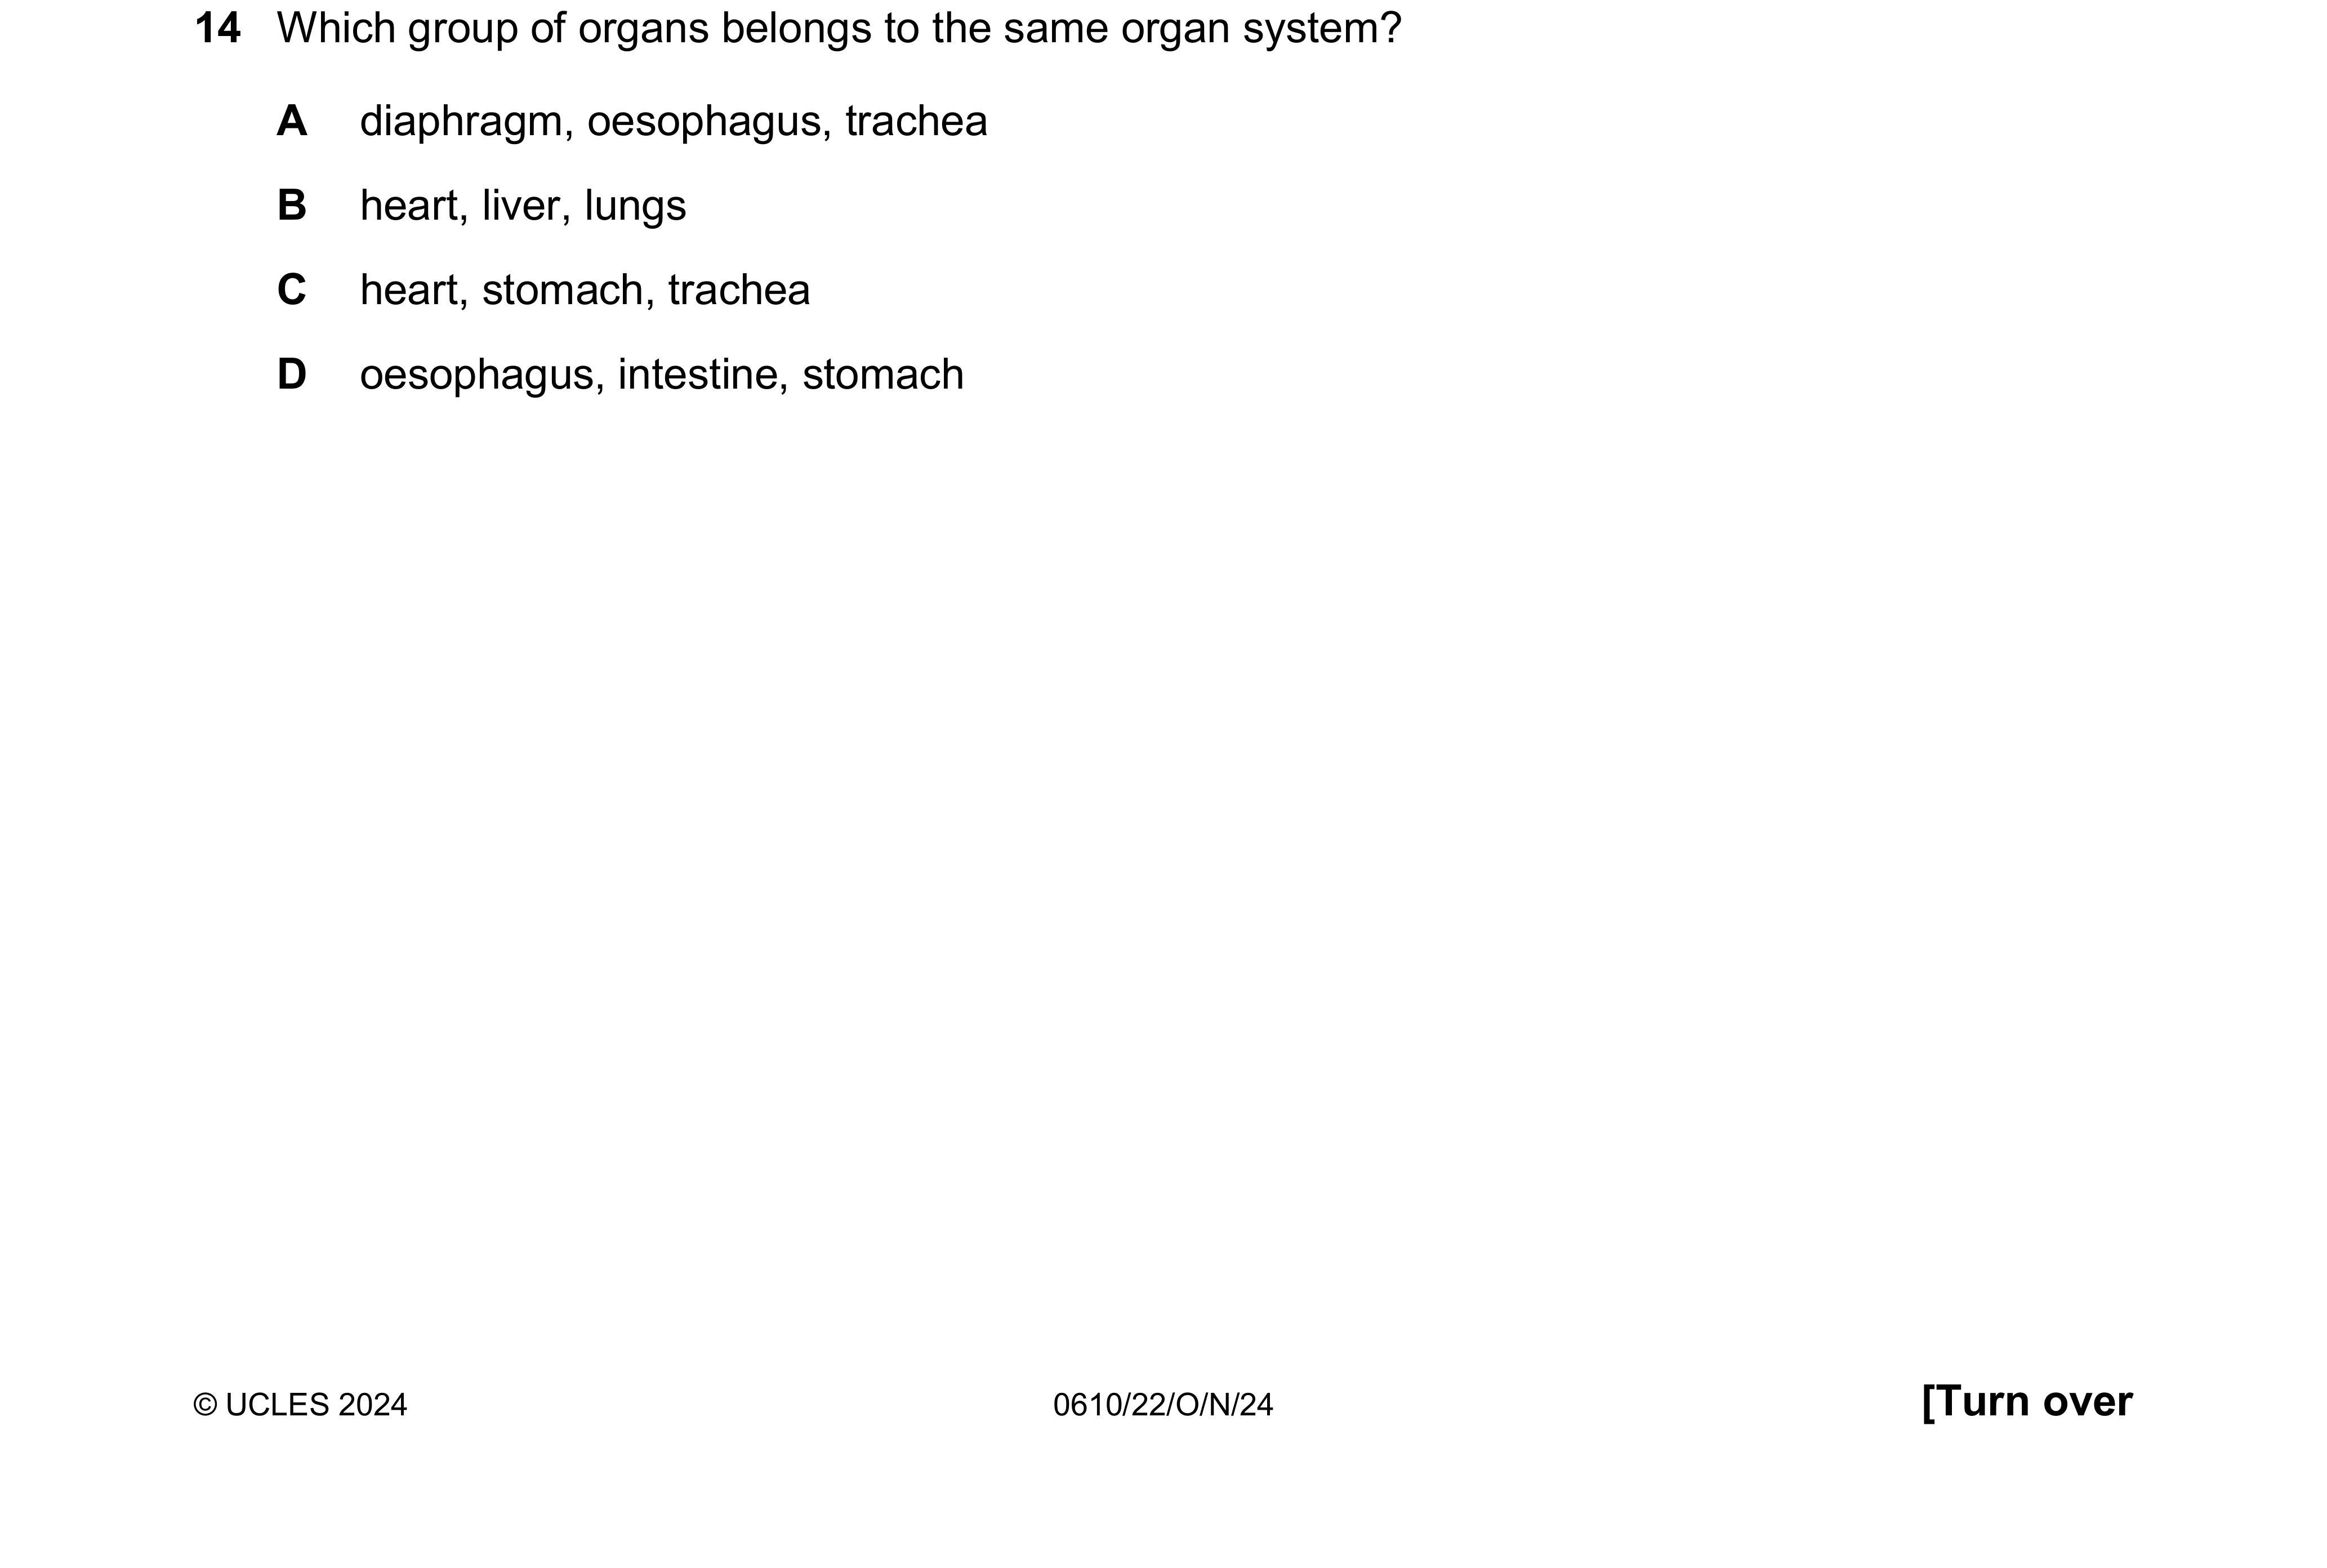 14 Which group of organs belongs to the same organ system?
A diaphragm, oesophagus, trachea
B heart, liver, lungs
C heart, stomach, trachea
D oesophagus, intestine, stomach
© UCLES 2024 0610/22/O/N/24 [Turn over